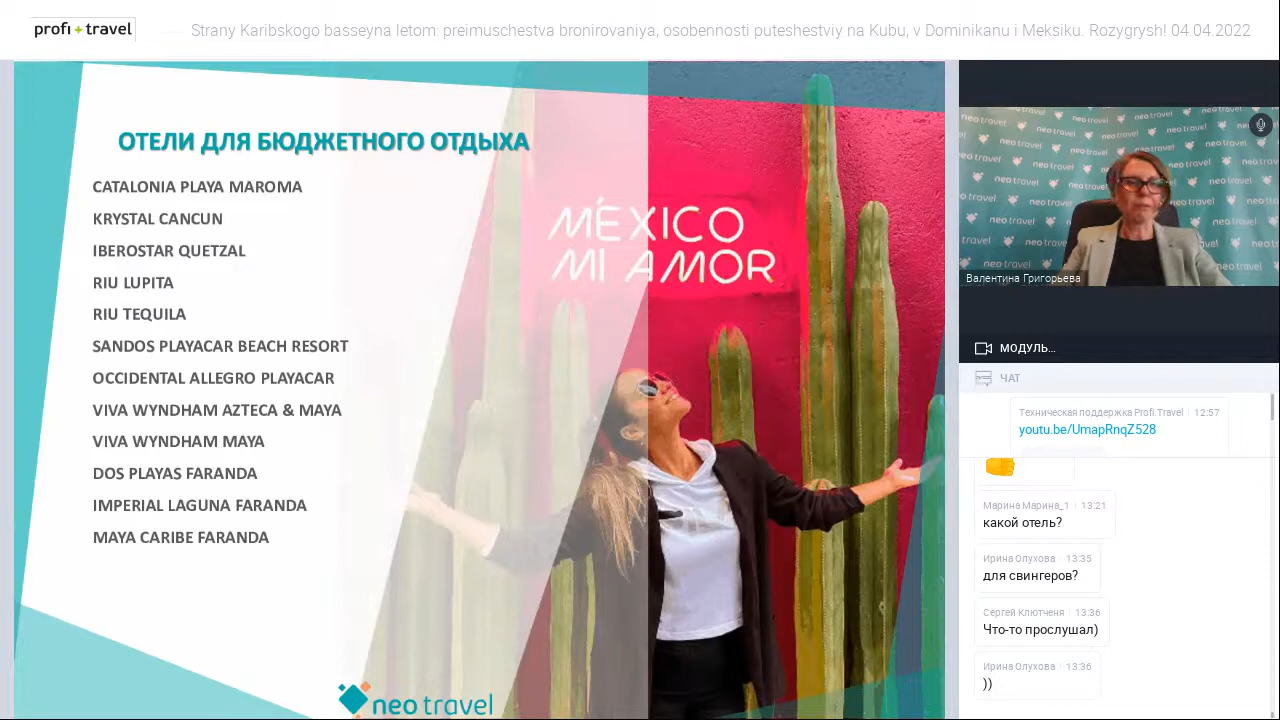 profi travel
Strany Karibskogo basseyna letom: preimuschestva bronirovaniya, osobennosti puteshestviy na Kubu, v Dominikanu i Meksiku. Rozygrysh! 04.04.2022
ОТЕЛИ ДЛЯ БЮДЖЕТНОГО ОТДЫХА
CATALONIA PLAYA MAROMA
KRYSTAL CANCUN
IBEROSTAR QUETZAL
RIU LUPITA
RIU TEQUILA
SANDOS PLAYACAR BEACH RESORT
OCCIDENTAL ALLEGRO PLAYACAR
VIVA WYNDHAM AZTECA & MAYA
VIVA WYNDHAM MAYA
DOS PLAYAS FARANDA
IMPERIAL LAGUNA FARANDA
MAYA CARIBE FARANDA
MÉXICO
MI AMOR
neo travel
neo travel
Валентина Григорьева
МОДУЛЬ...
ЧАТ
Техническая поддержка Profi.Travel 12:57
youtu.be/UmapRnqZ528
Марина Марина_1 13:21
какой отель?
Ирина Олухова 13:35
для свингеров?
Сергей Клютченя 13:36
Что-то прослушал)
Ирина Олухова 13:36
))